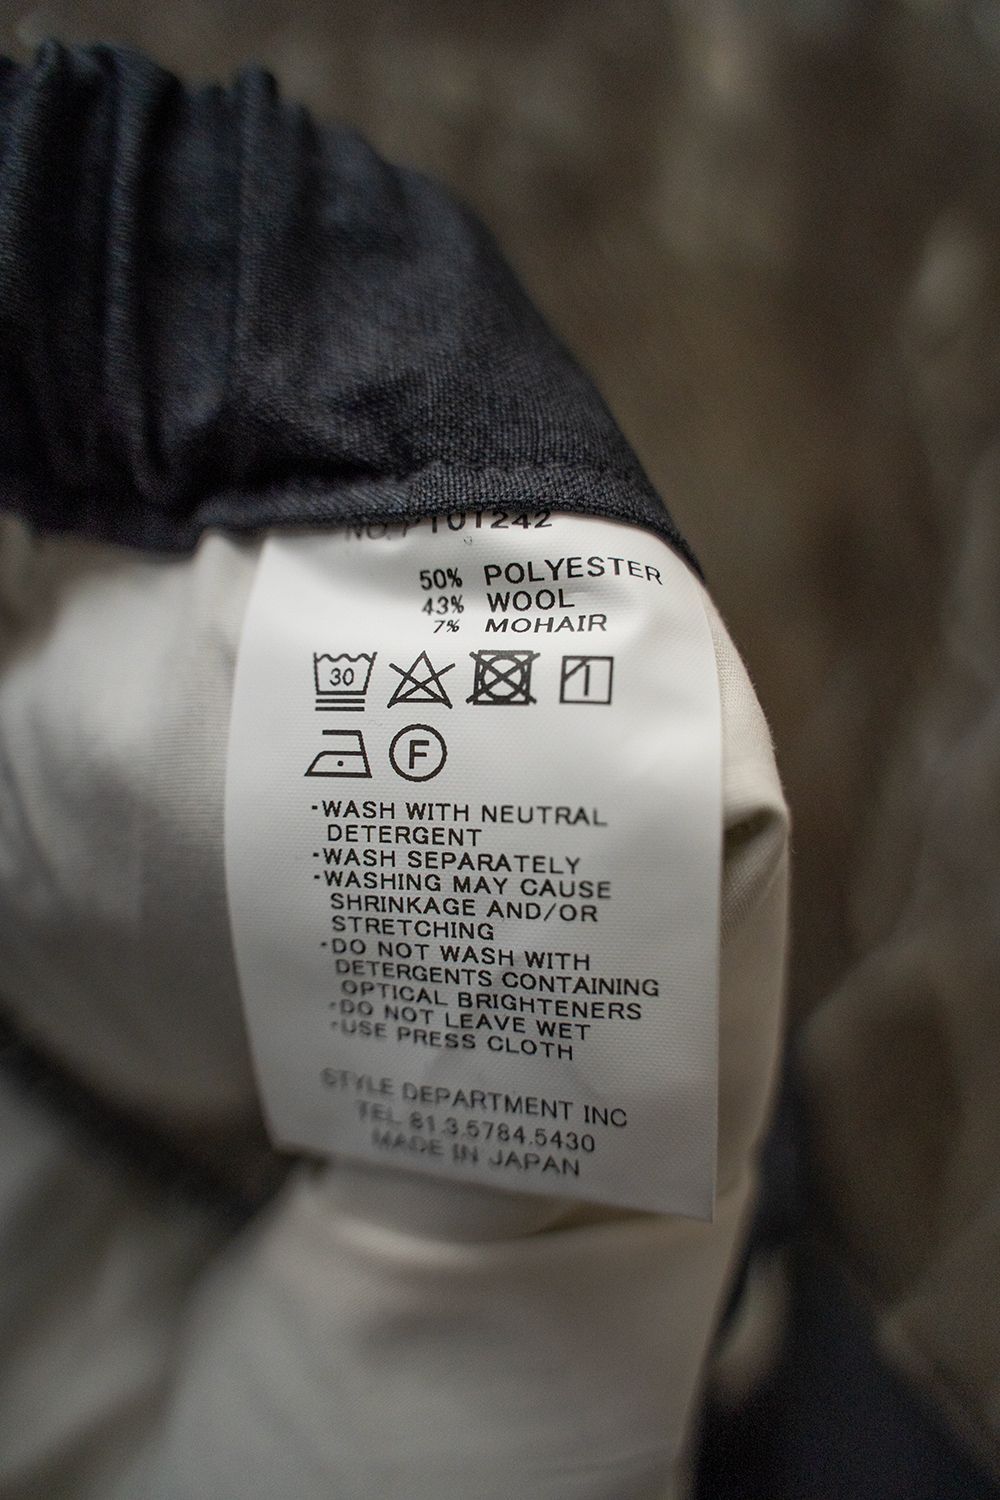 NO. PT01242
50% POLYESTER
43% WOOL
7% MOHAIR
30
F
·WASH WITH NEUTRAL
DETERGENT
·WASH SEPARATELY
·WASHING MAY CAUSE
SHRINKAGE AND/OR
STRETCHING
·DO NOT WASH WITH
DETERGENTS CONTAINING
OPTICAL BRIGHTENERS
·DO NOT LEAVE WET
·USE PRESS CLOTH
STYLE DEPARTMENT INC
TEL 81.3.5784.5430
MADE IN JAPAN